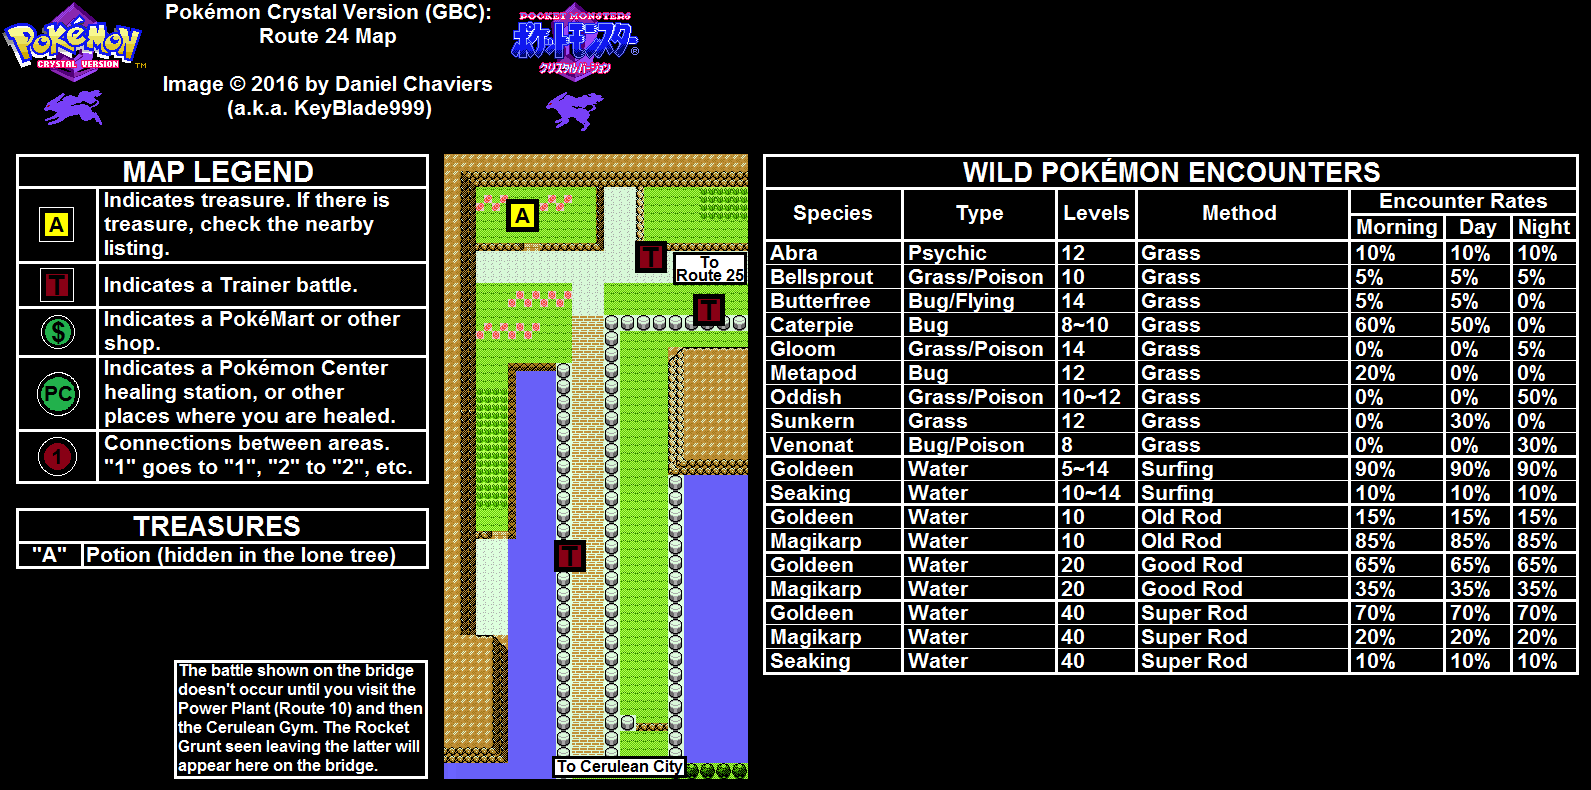 POKéMON
CRYSTAL VERSION
TM
Pokémon Crystal Version (GBC):
Route 24 Map
Image © 2016 by Daniel Chaviers
(a.k.a. KeyBlade999)
POCKET MONSTERS
ポケットモンスター
®
クリスタルバージョン
MAP LEGEND
A
Indicates treasure. If there is
treasure, check the nearby
listing.
T
Indicates a Trainer battle.
$
Indicates a PokéMart or other
shop.
PC
Indicates a Pokémon Center
healing station, or other
places where you are healed.
1
Connections between areas.
"1" goes to "1", "2" to "2", etc.
TREASURES
"A" Potion (hidden in the lone tree)
The battle shown on the bridge
doesn't occur until you visit the
Power Plant (Route 10) and then
the Cerulean Gym. The Rocket
Grunt seen leaving the latter will
appear here on the bridge.
A
T
To
Route 25
T
T
To Cerulean City
WILD POKÉMON ENCOUNTERS
Species Type Levels Method Encounter Rates
Morning Day Night
Abra Psychic 12 Grass 10% 10% 10%
Bellsprout Grass/Poison 10 Grass 5% 5% 5%
Butterfree Bug/Flying 14 Grass 5% 5% 0%
Caterpie Bug 8~10 Grass 60% 50% 0%
Gloom Grass/Poison 14 Grass 0% 0% 5%
Metapod Bug 12 Grass 20% 0% 0%
Oddish Grass/Poison 10~12 Grass 0% 0% 50%
Sunkern Grass 12 Grass 0% 30% 0%
Venonat Bug/Poison 8 Grass 0% 0% 30%
Goldeen Water 5~14 Surfing 90% 90% 90%
Seaking Water 10~14 Surfing 10% 10% 10%
Goldeen Water 10 Old Rod 15% 15% 15%
Magikarp Water 10 Old Rod 85% 85% 85%
Goldeen Water 20 Good Rod 65% 65% 65%
Magikarp Water 20 Good Rod 35% 35% 35%
Goldeen Water 40 Super Rod 70% 70% 70%
Magikarp Water 40 Super Rod 20% 20% 20%
Seaking Water 40 Super Rod 10% 10% 10%